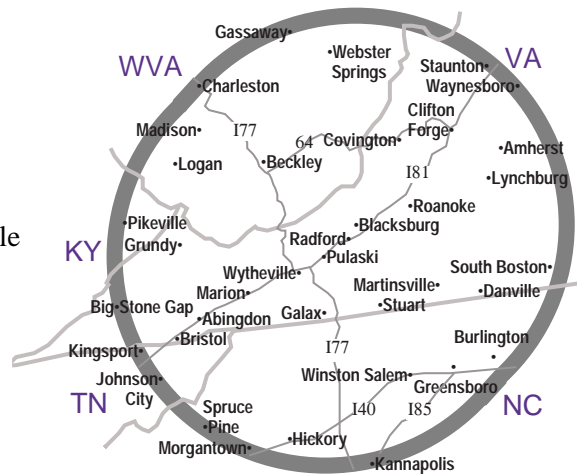 Gassaway
WVA
Webster
Springs
VA
Staunton
Waynesboro
Charleston
Clifton
Forge
Madison
I77
64
Covington
Amherst
Logan
Beckley
I81
Lynchburg
Roanoke
Pikeville
le
Blacksburg
KY
Grundy
Radford
Pulaski
Wytheville
South Boston
Marion
Martinsville
Danville
Big Stone Gap
Galax
Stuart
Abingdon
Bristol
Burlington
Kingsport
I77
Johnson
City
Winston Salem
Greensboro
TN
NC
Spruce
Pine
I40
I85
Hickory
Morgantown
Kannapolis